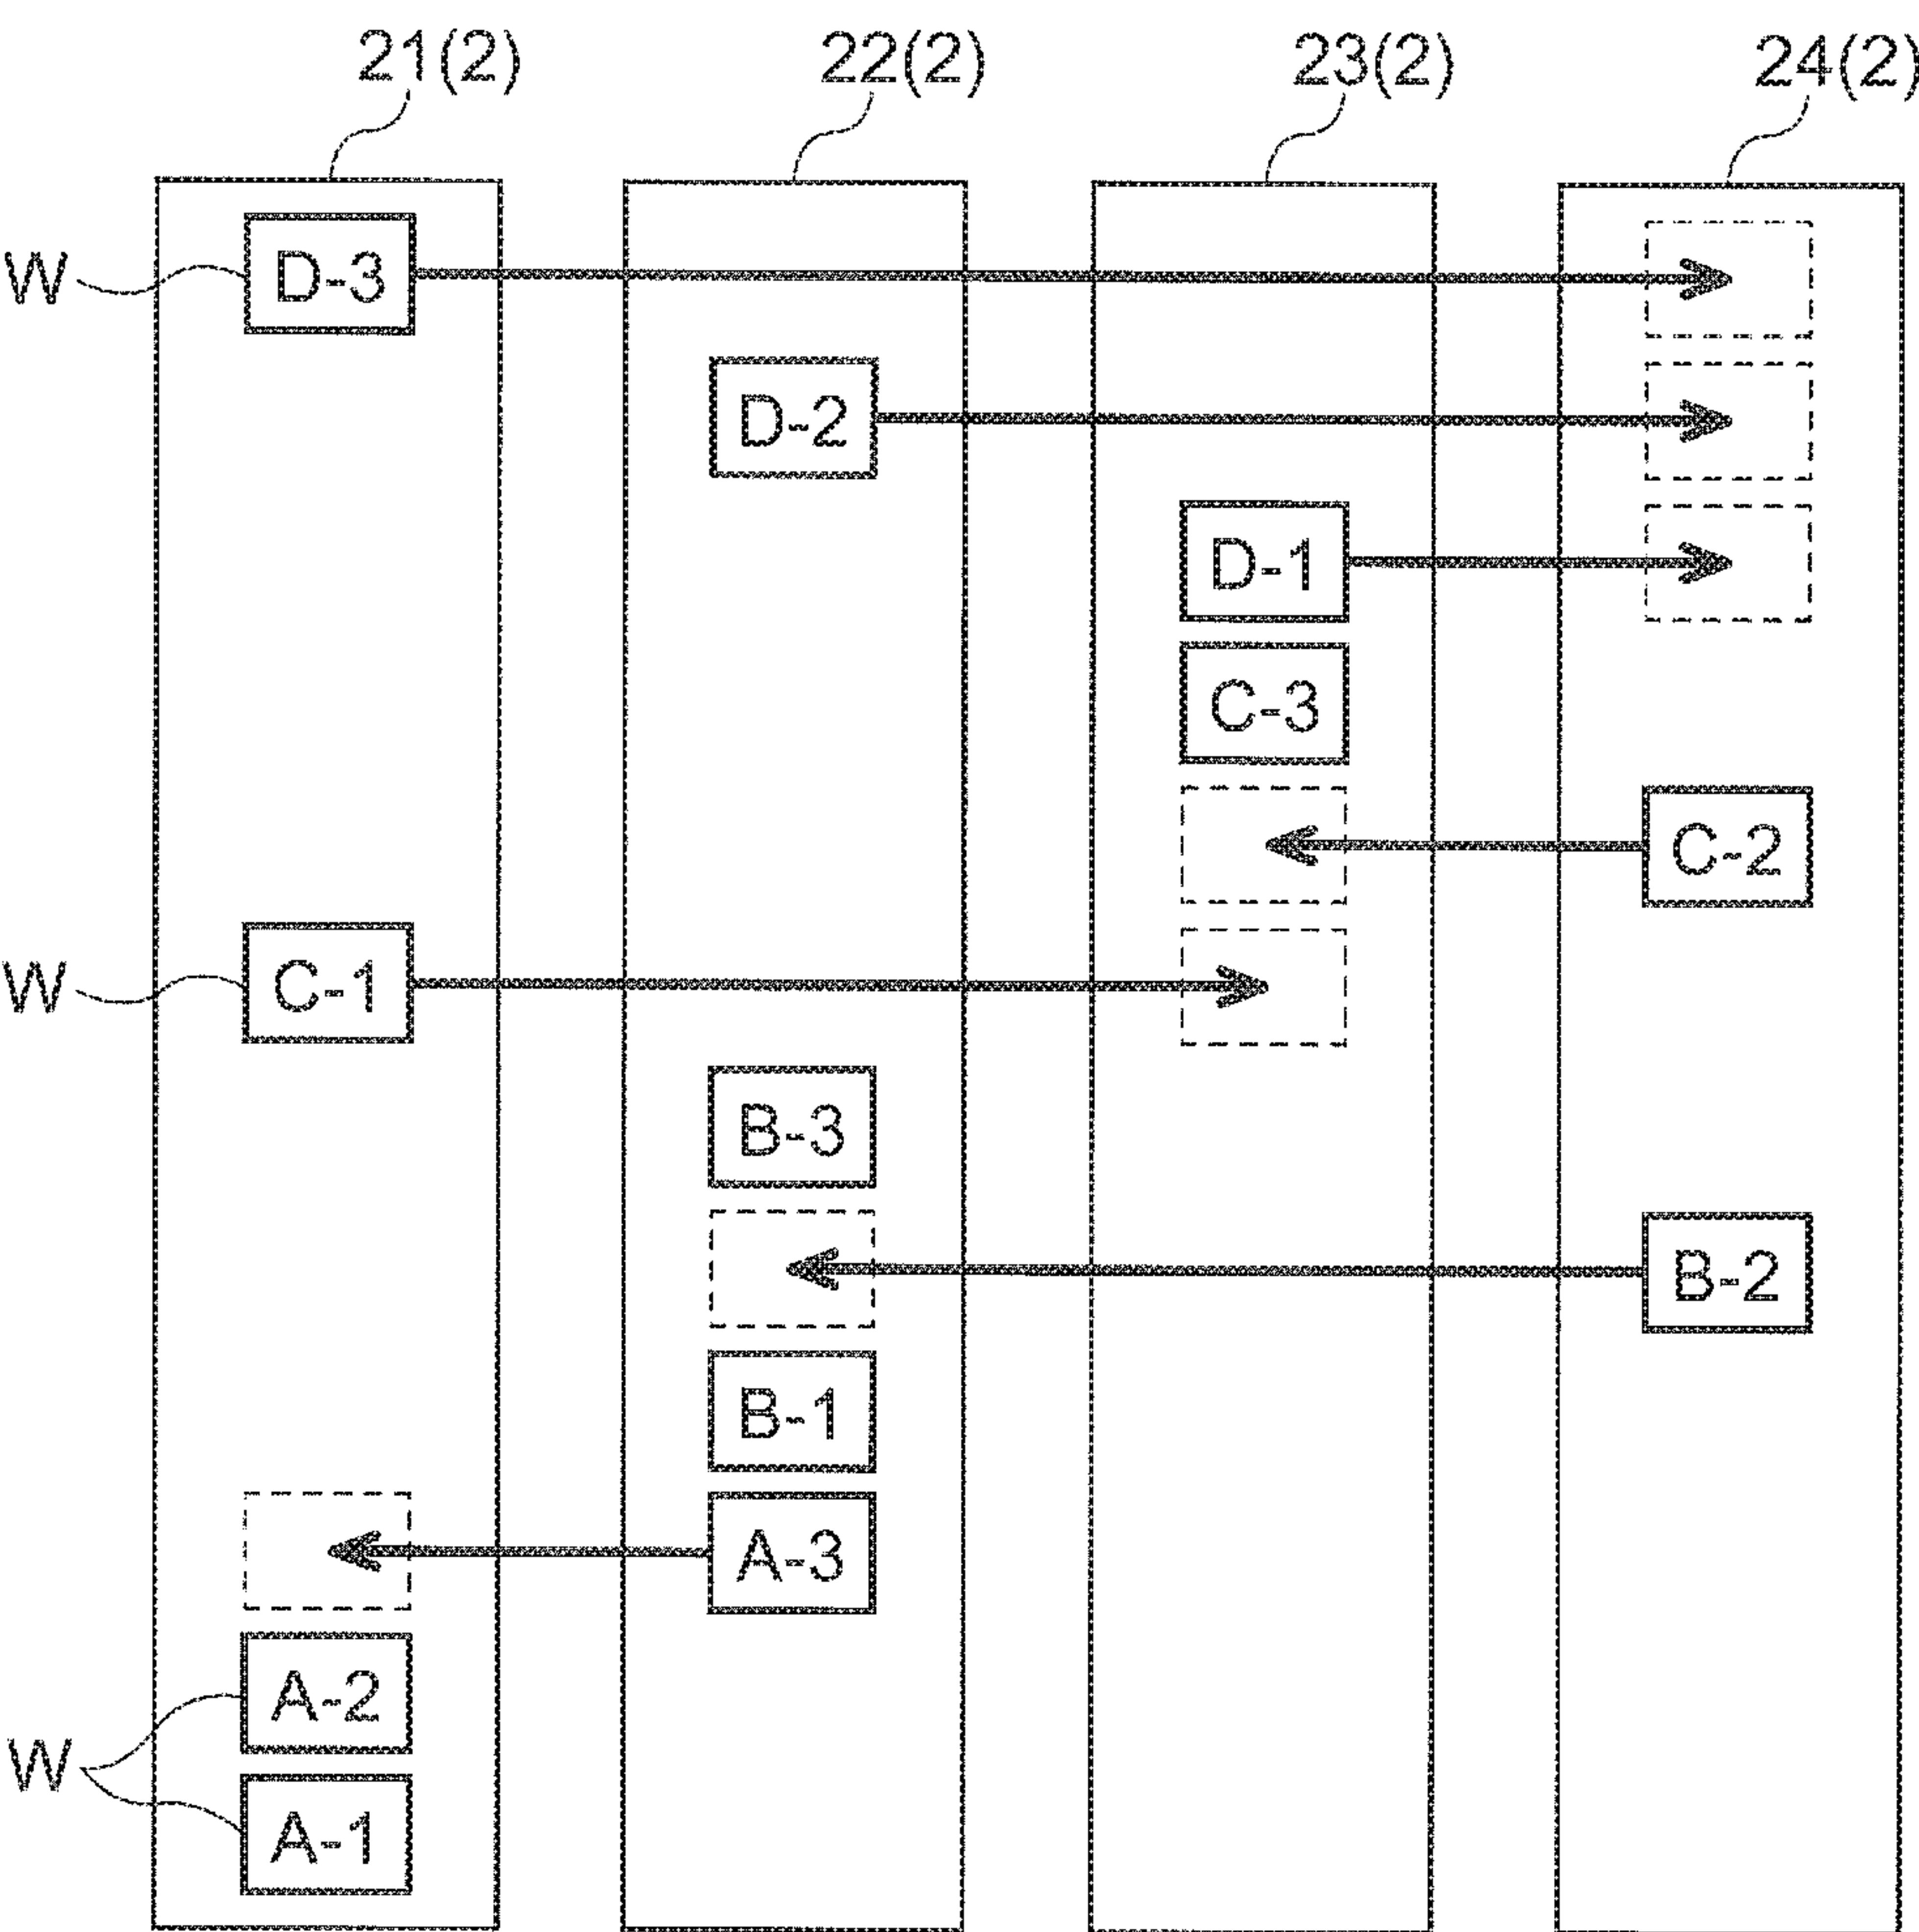 21(2) 22(2) 23(2) 24(2)
W D-3
D-2
D-1
C-3
C-2
W C-1
B-3
B-2
B-1
A-3
A-2
W
A-1